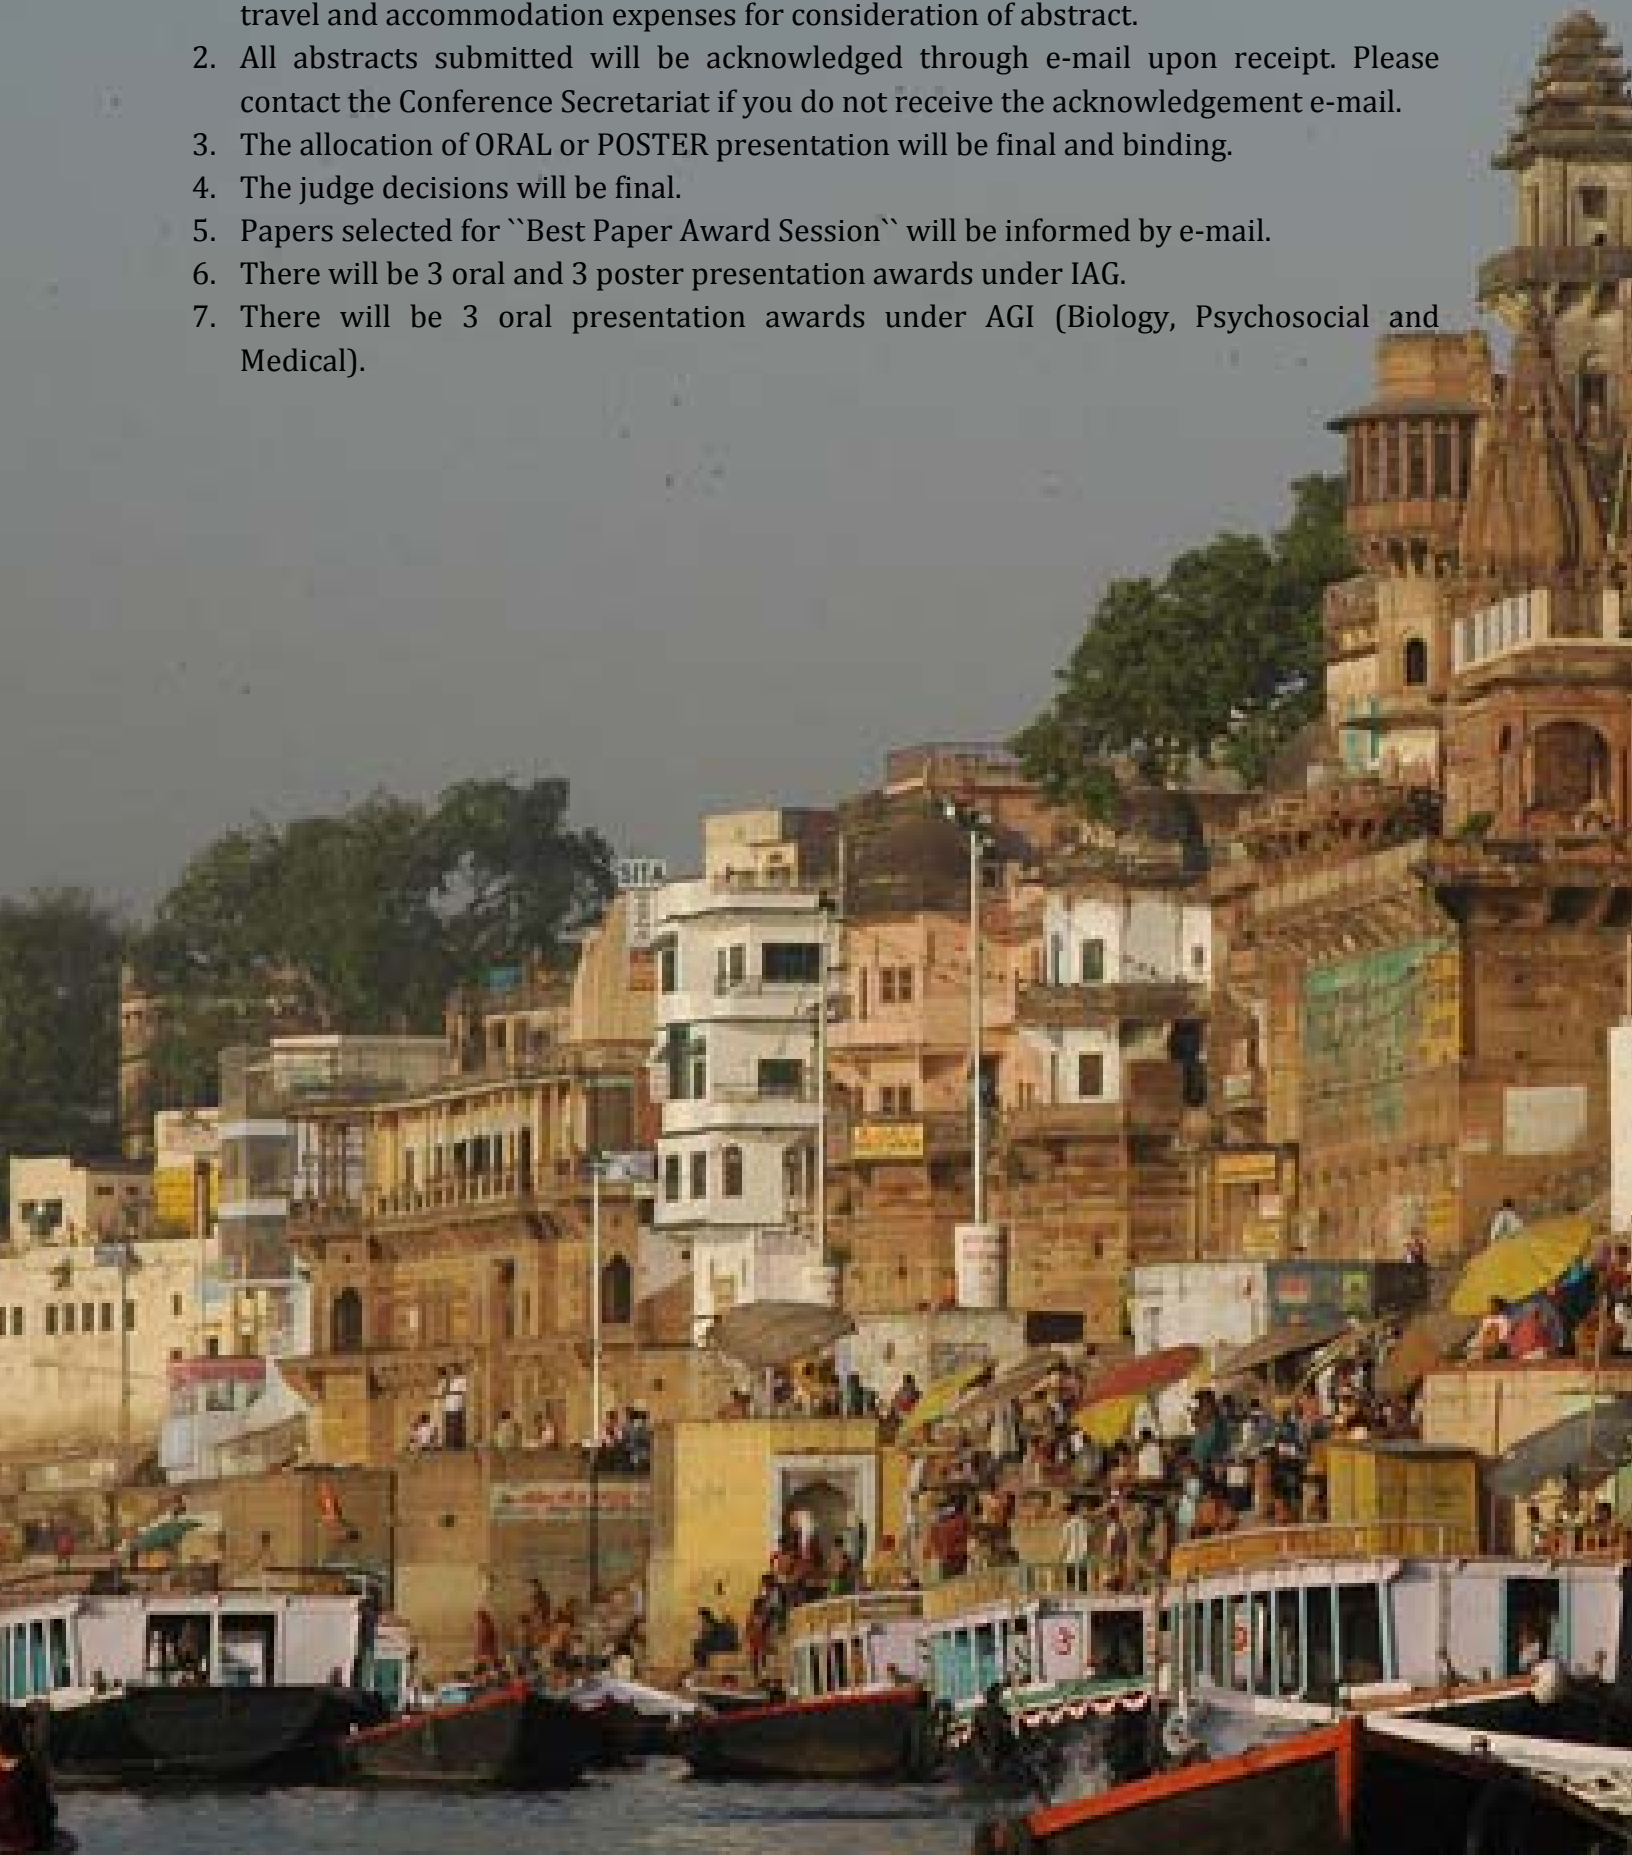 travel and accommodation expenses for consideration of abstract.
2. All abstracts submitted will be acknowledged through e-mail upon receipt. Please
contact the Conference Secretariat if you do not receive the acknowledgement e-mail.
3. The allocation of ORAL or POSTER presentation will be final and binding.
4. The judge decisions will be final.
5. Papers selected for ``Best Paper Award Session`` will be informed by e-mail.
6. There will be 3 oral and 3 poster presentation awards under IAG.
7. There will be 3 oral presentation awards under AGI (Biology, Psychosocial and
Medical).
SITA